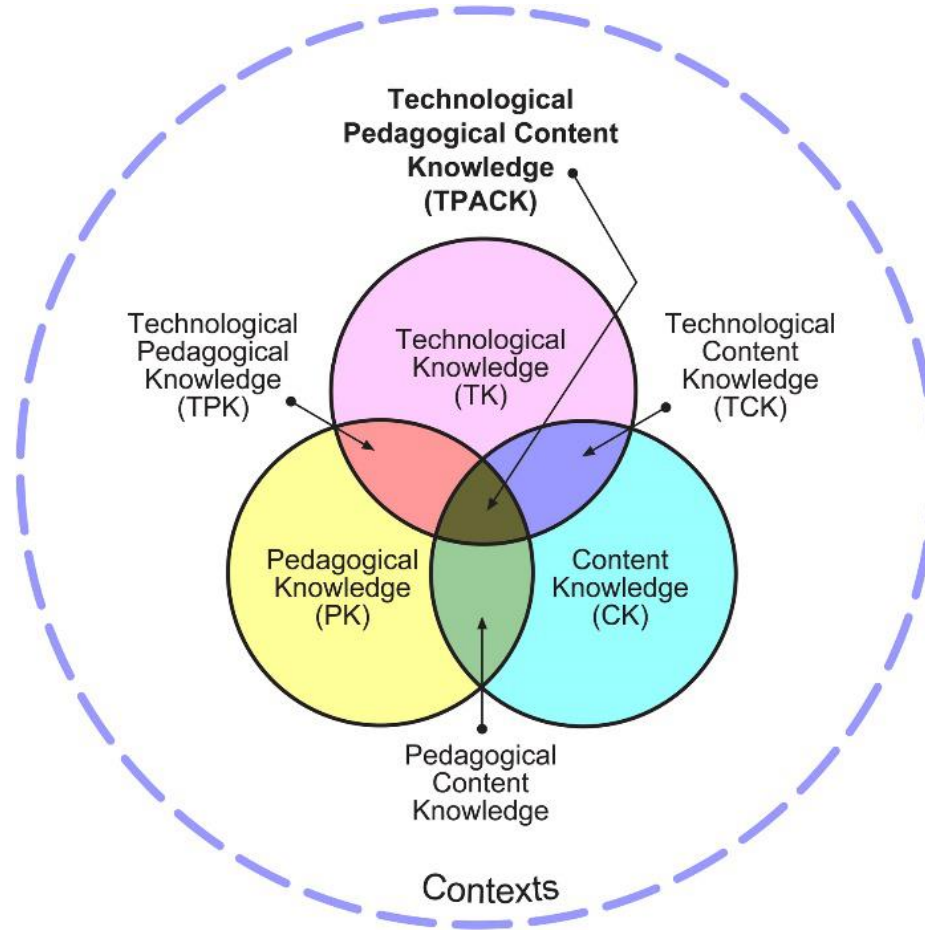 Technological
Pedagogical Content
Knowledge
(TPACK)
Technological
Pedagogical
Knowledge
(TPK)
Technological
Knowledge
(TK)
Technological
Content
Knowledge
(TCK)
Pedagogical
Knowledge
(PK)
Content
Knowledge
(CK)
Pedagogical
Content
Knowledge
Contexts